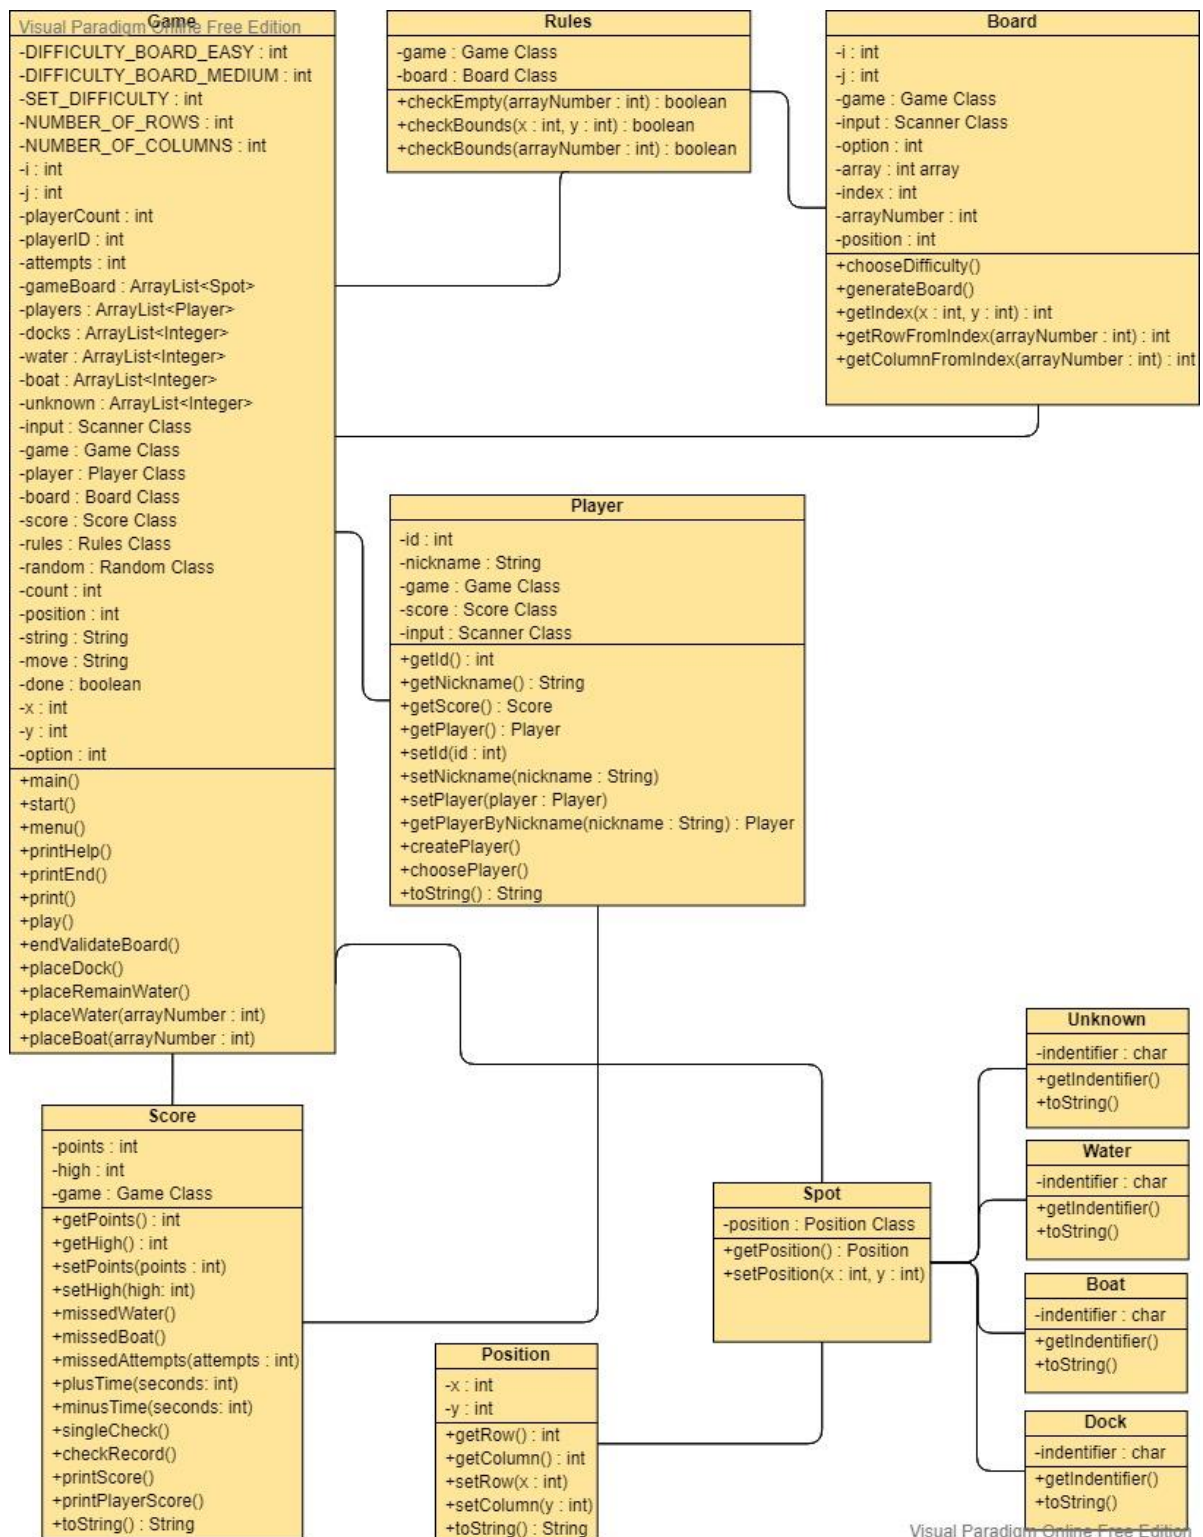 Visual Paradigm Online Free Edition
Game
-DIFFICULTY_BOARD_EASY : int
-DIFFICULTY_BOARD_MEDIUM : int
-SET_DIFFICULTY : int
-NUMBER_OF_ROWS : int
-NUMBER_OF_COLUMNS : int
-i : int
-j : int
-playerCount : int
-playerID : int
-attempts : int
-gameBoard : ArrayList<Spot>
-players : ArrayList<Player>
-docks : ArrayList<Integer>
-water : ArrayList<Integer>
-boat : ArrayList<Integer>
-unknown : ArrayList<Integer>
-input : Scanner Class
-game : Game Class
-player : Player Class
-board : Board Class
-score : Score Class
-rules : Rules Class
-random : Random Class
-count : int
-position : int
-string : String
-move : String
-done : boolean
-x : int
-y : int
-option : int
+main()
+start()
+menu()
+printHelp()
+printEnd()
+print()
+play()
+endValidateBoard()
+placeDock()
+placeRemainWater()
+placeWater(arrayNumber : int)
+placeBoat(arrayNumber : int)
Rules
-game : Game Class
-board : Board Class
+checkEmpty(arrayNumber : int) : boolean
+checkBounds(x : int, y : int) : boolean
+checkBounds(arrayNumber : int) : boolean
Board
-i : int
-j : int
-game : Game Class
-input : Scanner Class
-option : int
-array : int array
-index : int
-arrayNumber : int
-position : int
+chooseDifficulty()
+generateBoard()
+getIndex(x : int, y : int) : int
+getRowFromIndex(arrayNumber : int) : int
+getColumnFromIndex(arrayNumber : int) : int
Player
-id : int
-nickname : String
-game : Game Class
-score : Score Class
-input : Scanner Class
+getId() : int
+getNickname() : String
+getScore() : Score
+getPlayer() : Player
+setId(id : int)
+setNickname(nickname : String)
+setPlayer(player : Player)
+getPlayerByNickname(nickname : String) : Player
+createPlayer()
+choosePlayer()
+toString() : String
Score
-points : int
-high : int
-game : Game Class
+getPoints() : int
+getHigh() : int
+setPoints(points : int)
+setHigh(high: int)
+missedWater()
+missedBoat()
+missedAttempts(attempts : int)
+plusTime(seconds: int)
+minusTime(seconds: int)
+singleCheck()
+checkRecord()
+printScore()
+printPlayerScore()
+toString() : String
Position
-x : int
-y : int
+getRow() : int
+getColumn() : int
+setRow(x : int)
+setColumn(y : int)
+toString() : String
Spot
-position : Position Class
+getPosition() : Position
+setPosition(x : int, y : int)
Unknown
-indentifier : char
+getIndentifier()
+toString()
Water
-indentifier : char
+getIndentifier()
+toString()
Boat
-indentifier : char
+getIndentifier()
+toString()
Dock
-indentifier : char
+getIndentifier()
+toString()
Visual Paradigm Online Free Edition